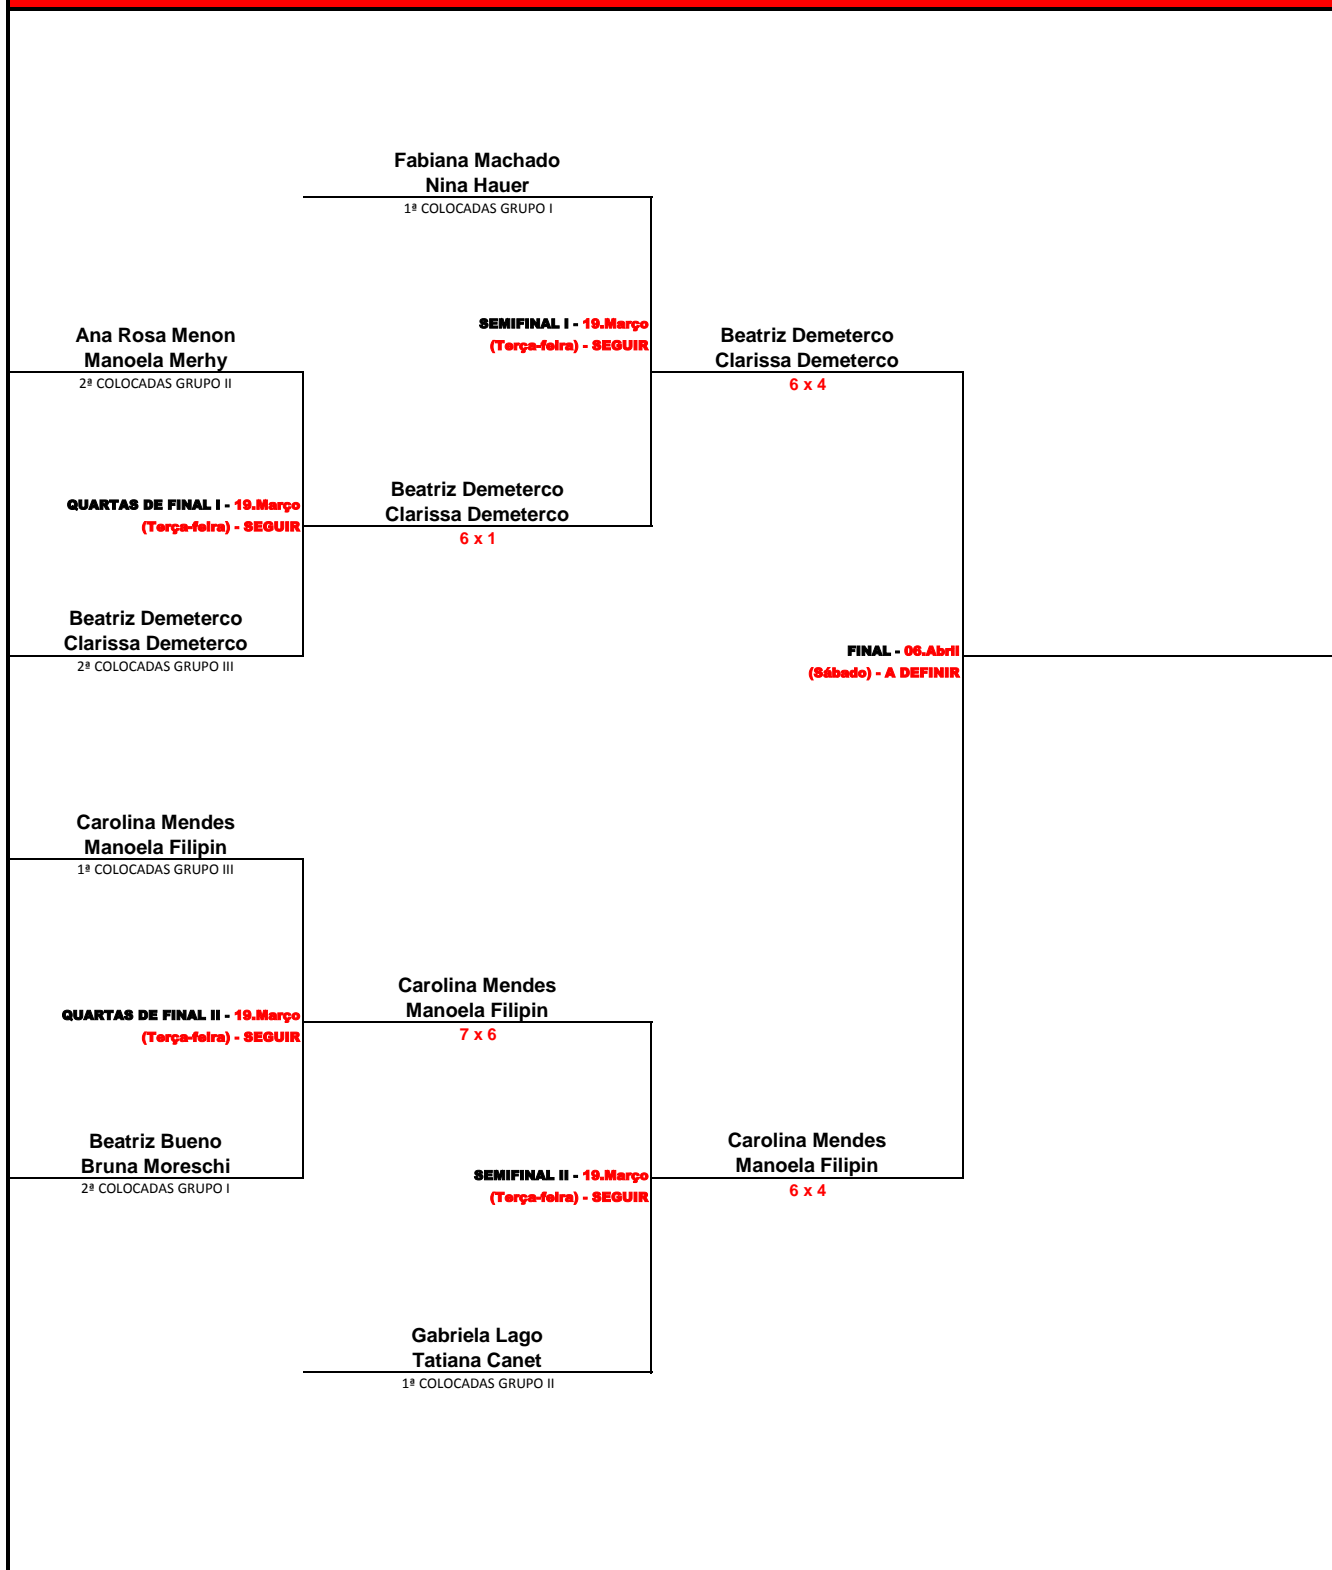 Fabiana Machado
Nina Hauer
1ª COLOCADAS GRUPO I
SEMIFINAL I - 19.Março
(Terça-feira) - SEGUIR
Ana Rosa Menon
Manoela Merhy
2ª COLOCADAS GRUPO II
Beatriz Demeterco
Clarissa Demeterco
6 x 4
QUARTAS DE FINAL I - 19.Março
(Terça-feira) - SEGUIR
Beatriz Demeterco
Clarissa Demeterco
6 x 1
Beatriz Demeterco
Clarissa Demeterco
2ª COLOCADAS GRUPO III
FINAL - 06.Abril
(Sábado) - A DEFINIR
Carolina Mendes
Manoela Filipin
1ª COLOCADAS GRUPO III
QUARTAS DE FINAL II - 19.Março
(Terça-feira) - SEGUIR
Carolina Mendes
Manoela Filipin
7 x 6
Beatriz Bueno
Bruna Moreschi
2ª COLOCADAS GRUPO I
SEMIFINAL II - 19.Março
(Terça-feira) - SEGUIR
Carolina Mendes
Manoela Filipin
6 x 4
Gabriela Lago
Tatiana Canet
1ª COLOCADAS GRUPO II